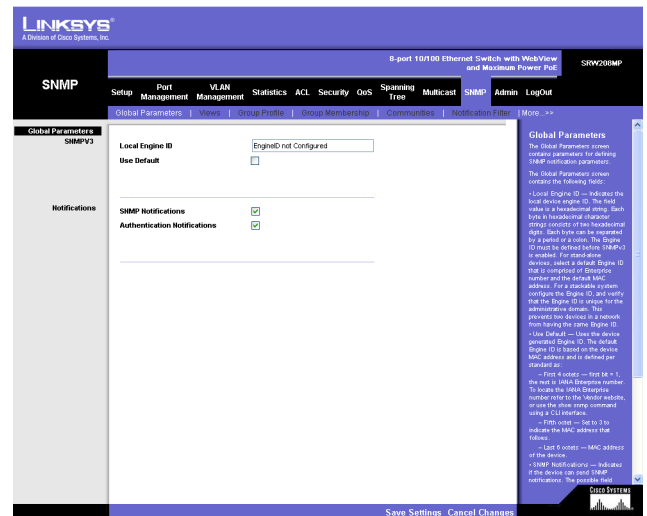 LINKSYS®
A Division of Cisco Systems, Inc.
8-port 10/100 Ethernet Switch with WebView and Maximum Power PoE
SRW208MP
SNMP
Setup Port Management VLAN Management Statistics ACL Security QoS Spanning Tree Multicast SNMP Admin LogOut
Global Parameters | Views | Group Profile | Group Membership | Communities | Notification Filter | More...>>
Global Parameters
SNMPV3
Local Engine ID EngineID not Configured
Use Default
Notifications
SNMP Notifications
Authentication Notifications
Global Parameters
The Global Parameters screen
contains parameters for defining
SNMP notification parameters.
The Global Parameters screen
contains the following fields:
• Local Engine ID — Indicates the
local device engine ID. The field
value is a hexadecimal string. Each
byte in hexadecimal character
strings consists of two hexadecimal
digits. Each byte can be separated
by a period or a colon. The Engine
ID must be defined before SNMPv3
is enabled. For stand-alone
devices, select a default Engine ID
that is comprised of Enterprise
number and the default MAC
address. For a stackable system
configure the Engine ID, and verify
that the Engine ID is unique for the
administrative domain. This
prevents two devices in a network
from having the same Engine ID.
• Use Default — Uses the device
generated Engine ID. The default
Engine ID is based on the device
MAC address and is defined per
standard as:
– First 4 octets — first bit = 1,
the rest is IANA Enterprise number.
To locate the IANA Enterprise
number refer to the Vendor website,
or use the show snmp command
using a CLI interface.
– Fifth octet — Set to 3 to
indicate the MAC address that
follows.
– Last 6 octets — MAC address
of the device.
• SNMP Notifications — Indicates
if the device can send SNMP
notifications. The possible field
CISCO SYSTEMS
Save Settings Cancel Changes